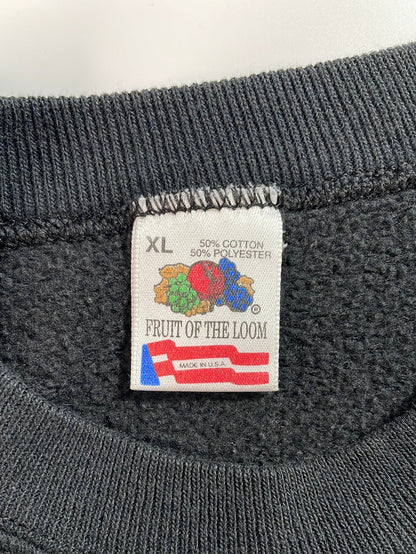 XL
50% COTTON
50% POLYESTER
®
FRUIT OF THE LOOM
MADE IN U.S.A.